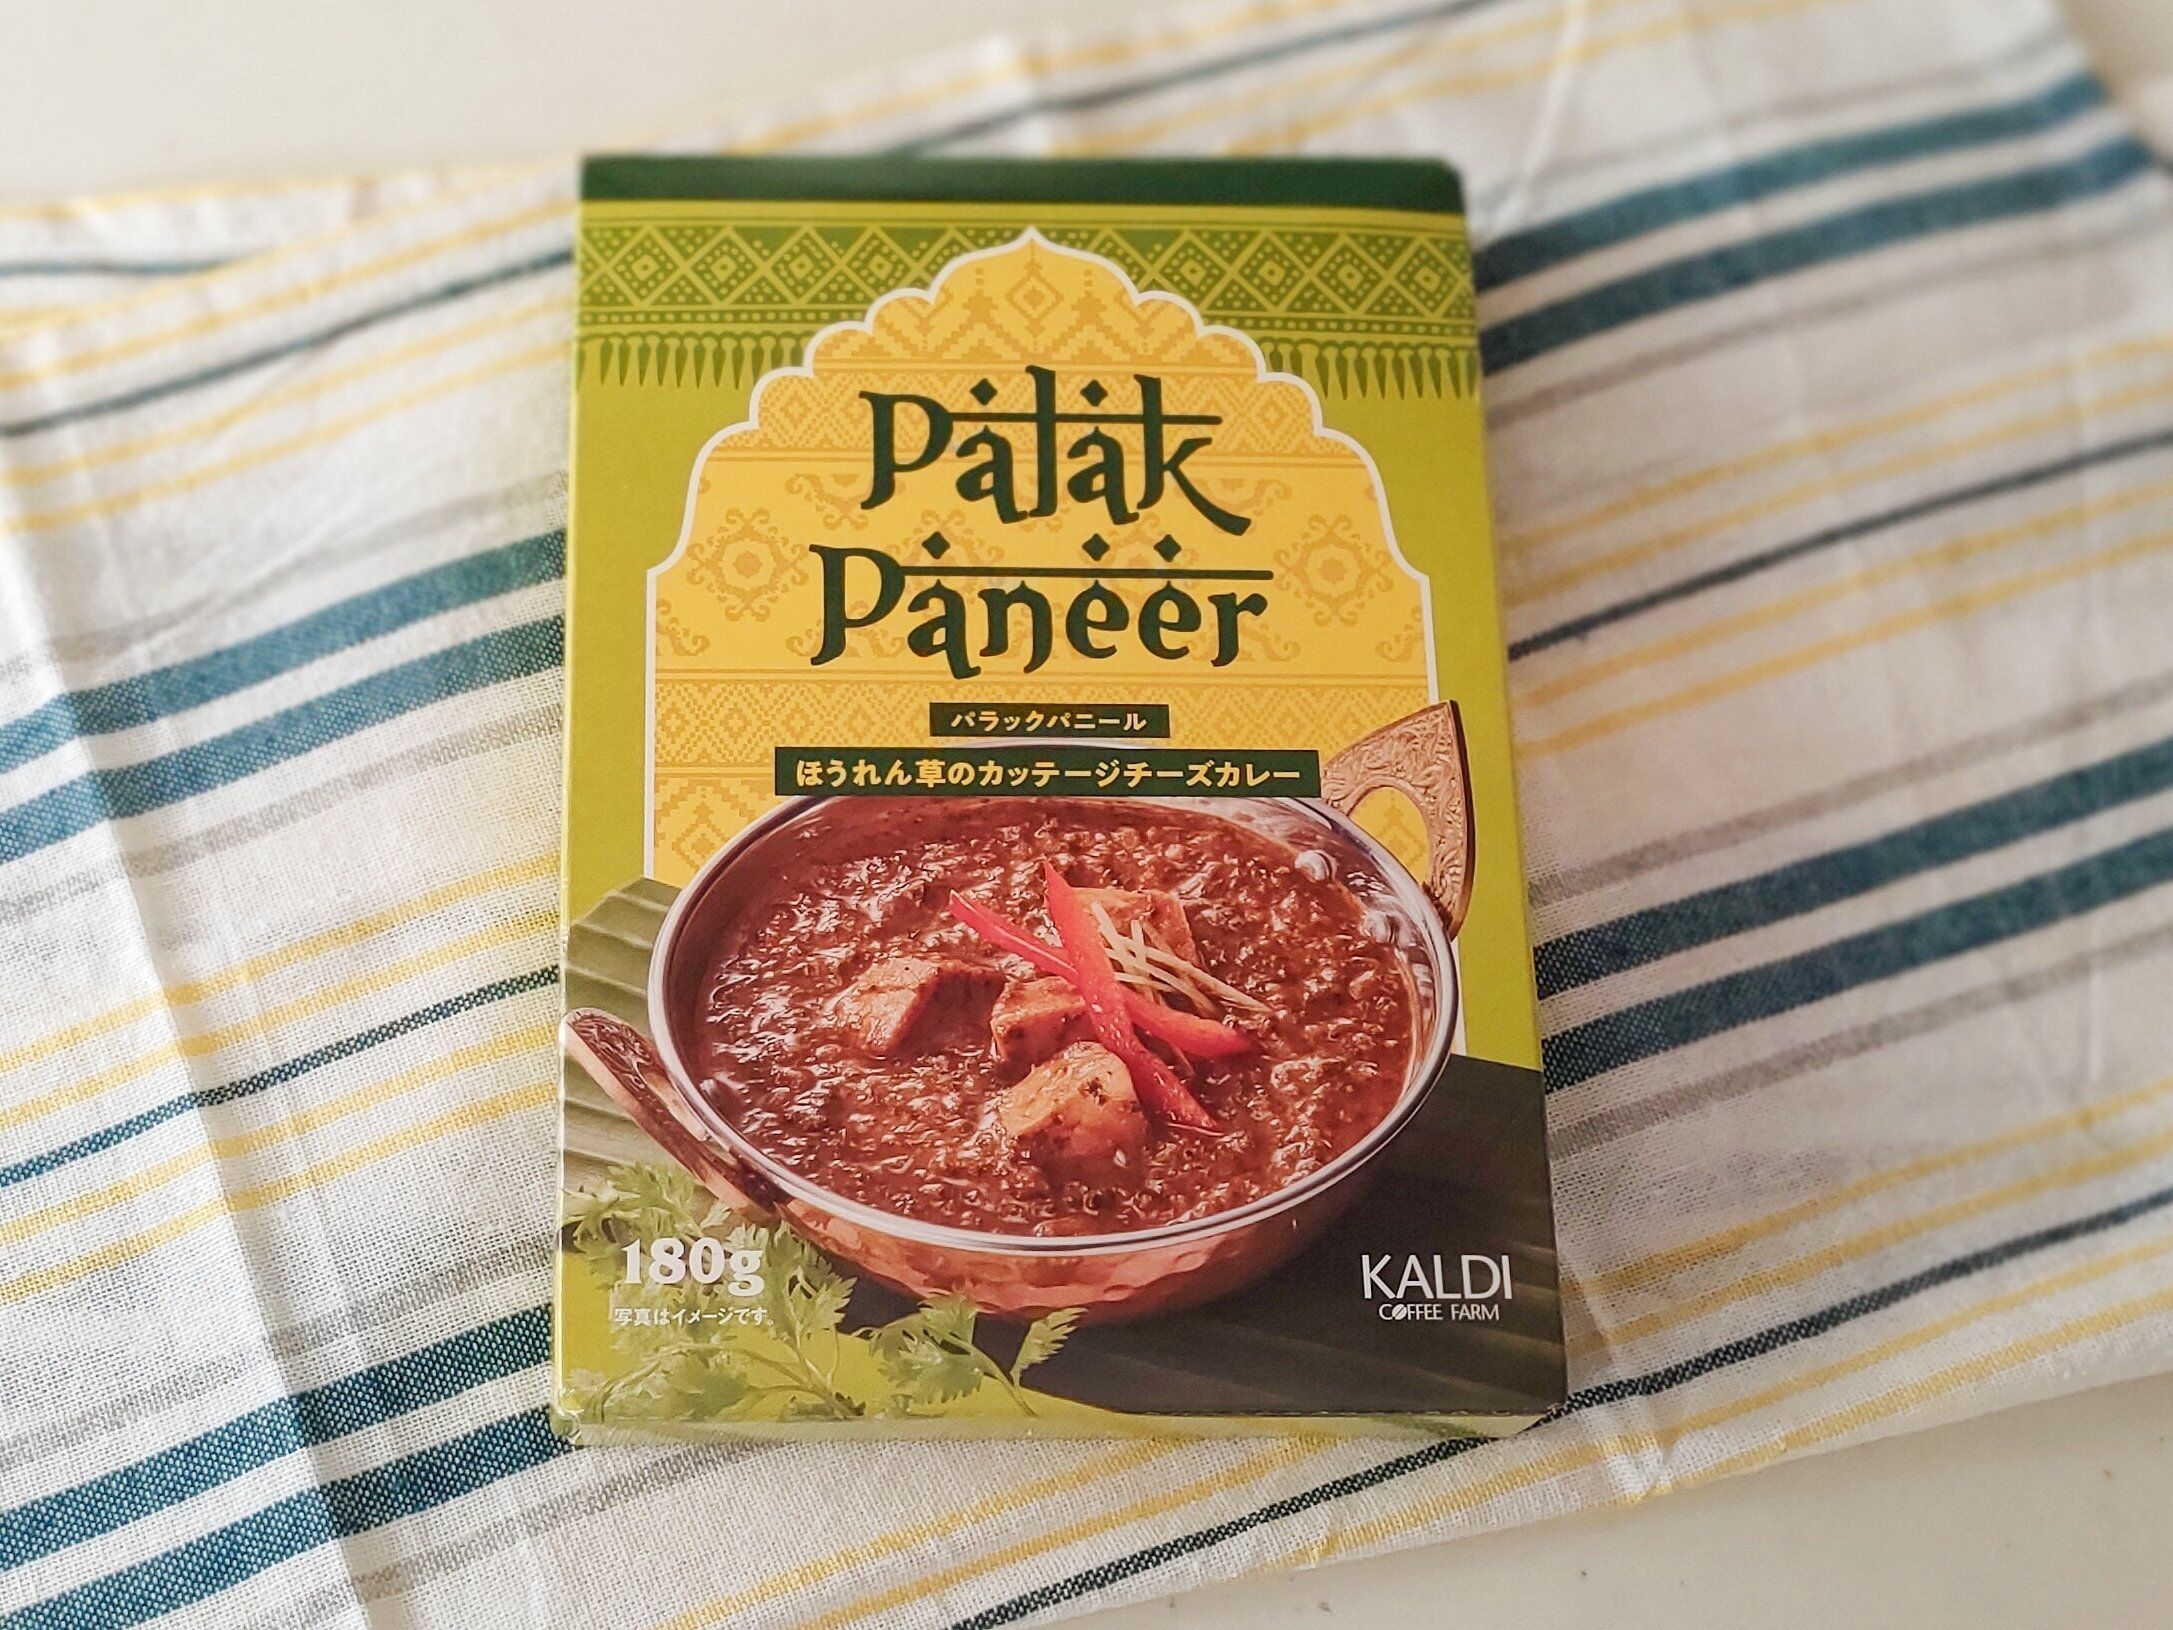 Palak
Paneer
パラックパニール
ほうれん草のカッテージチーズカレー
180g
写真はイメージです。
KALDI
COFFEE FARM